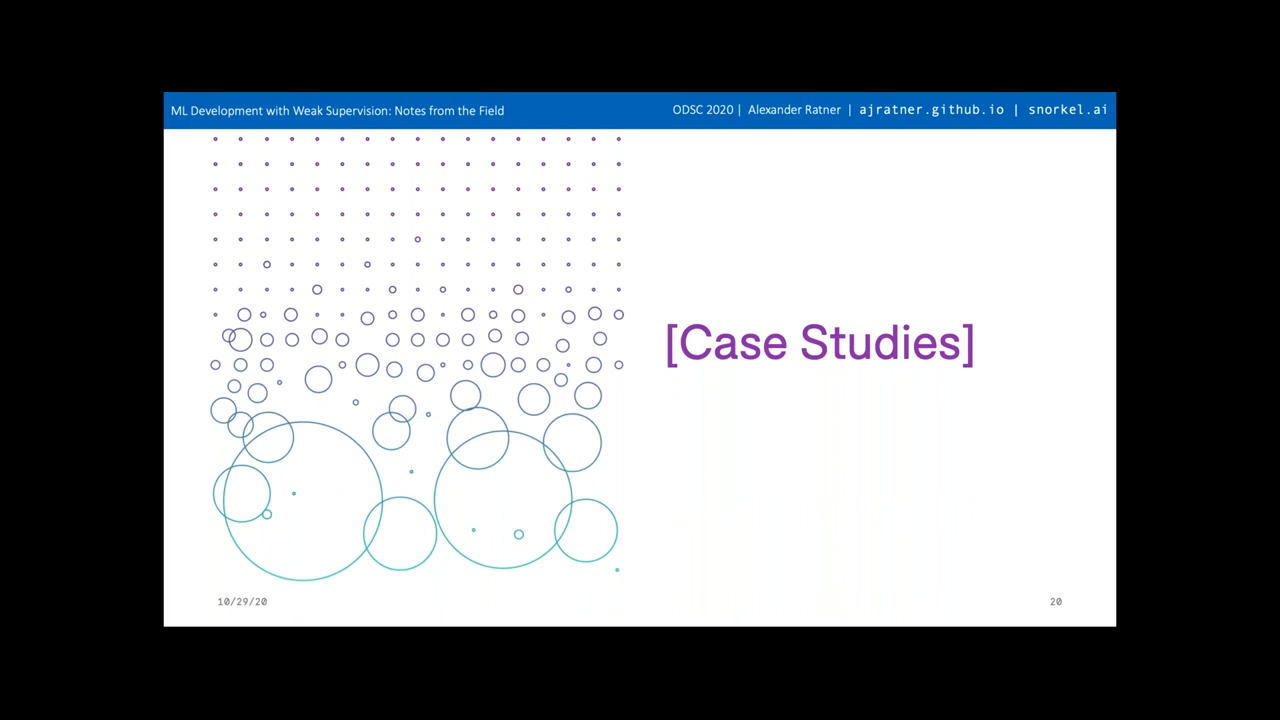 ML Development with Weak Supervision: Notes from the Field
ODSC 2020 | Alexander Ratner | ajratner.github.io | snorkel.ai
[Case Studies]
10/29/20
20